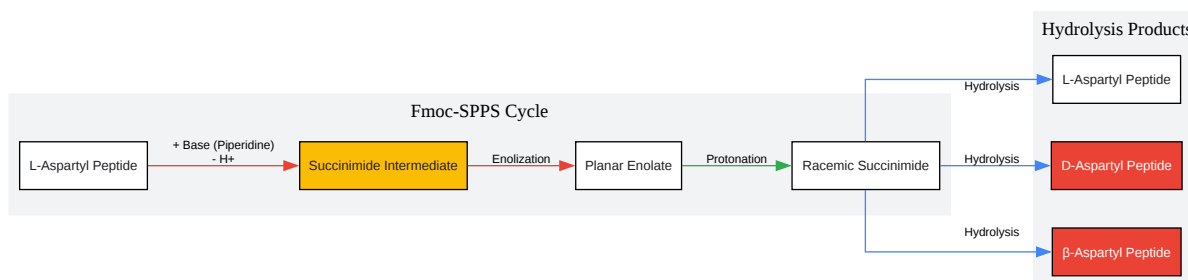 Hydrolysis Products
L-Aspartyl Peptide
Hydrolysis
Fmoc-SPPS Cycle
L-Aspartyl Peptide
+ Base (Piperidine)
- H+
Succinimide Intermediate
Enolization
Planar Enolate
Protonation
Racemic Succinimide
Hydrolysis
D-Aspartyl Peptide
Hydrolysis
β-Aspartyl Peptide